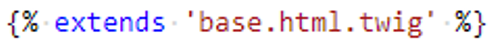 {% extends 'base.html.twig' %}